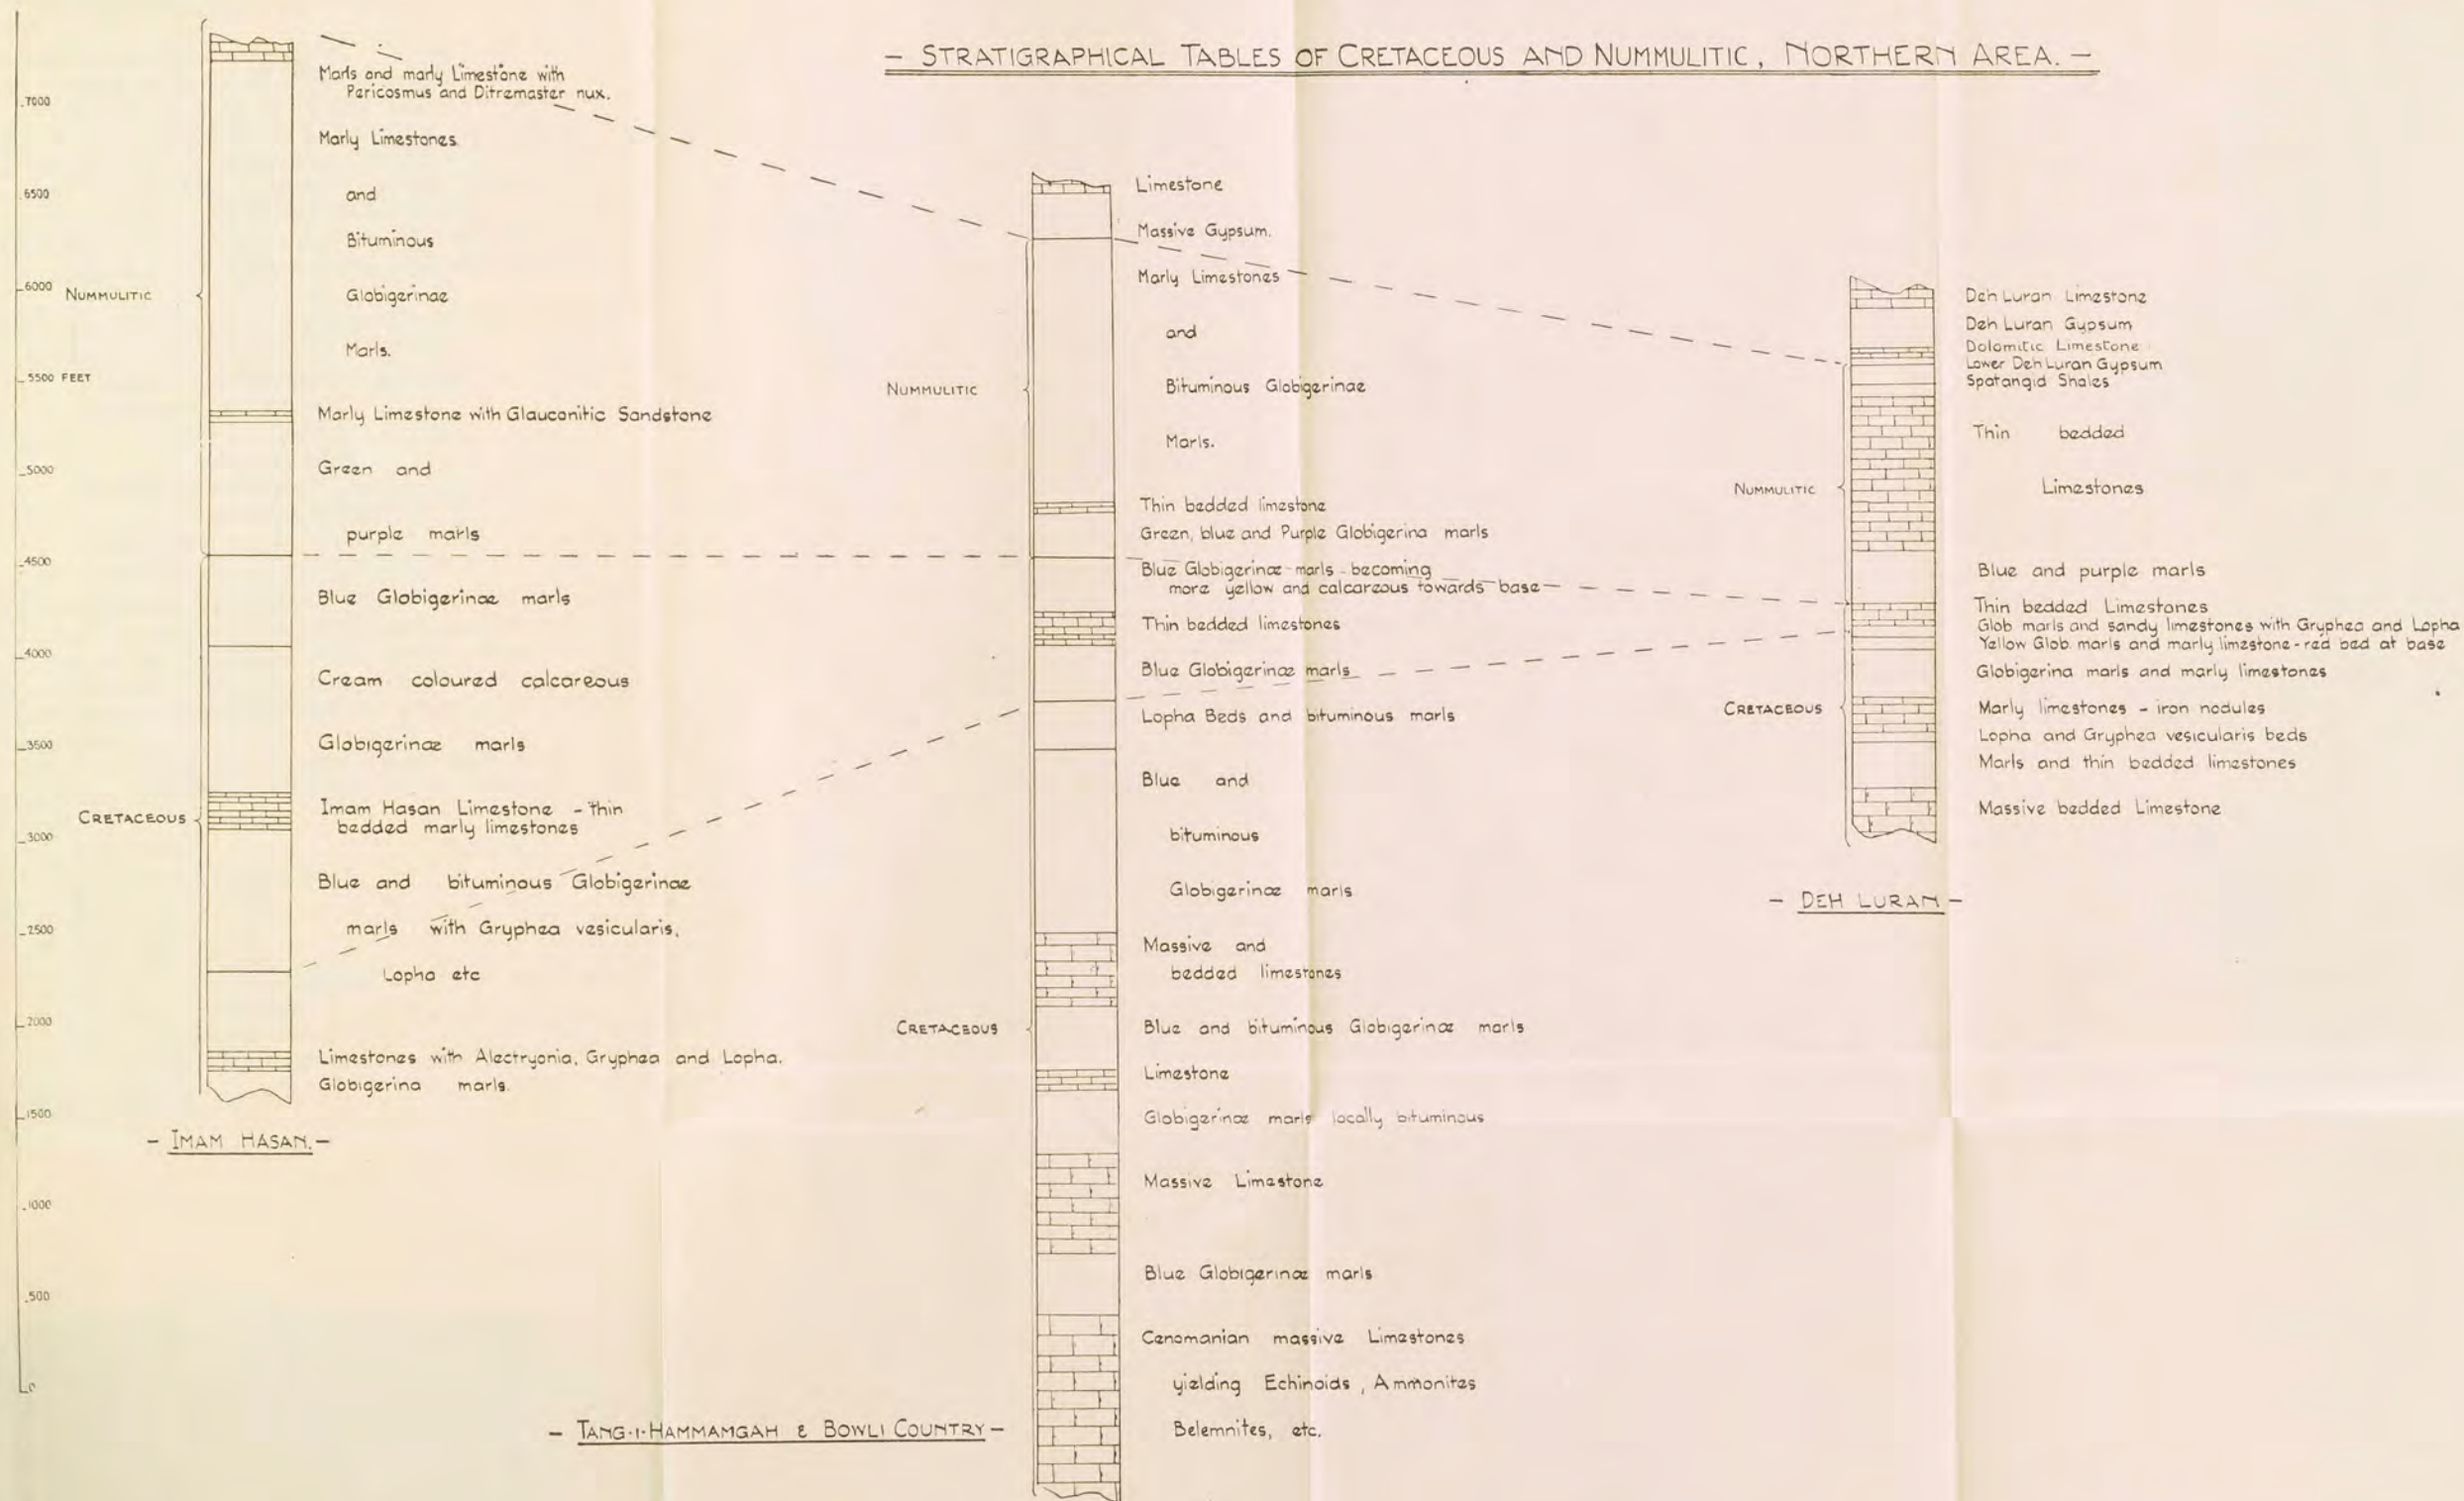 - STRATIGRAPHICAL TABLES OF CRETACEOUS AND NUMMULITIC, NORTHERN AREA. -
7000
6500
6000
5500 FEET
5000
4500
4000
3500
3000
2500
2000
1500
1000
500
0
NUMMULITIC
CRETACEOUS
Marls and marly Limestone with
Pericosmus and Ditremaster nux.
Marly Limestones
and
Bituminous
Globigerinae
Marls.
Marly Limestone with Glauconitic Sandstone
Green and
purple marls
Blue Globigerinæ marls
Cream coloured calcareous
Globigerinæ marls
Imam Hasan Limestone - Thin
bedded marly limestones
Blue and bituminous Globigerinae
marls with Gryphea vesicularis,
Lopha etc
Limestones with Alectryonia, Gryphea and Lopha.
Globigerina marls.
- IMAM HASAN. -
NUMMULITIC
CRETACEOUS
Limestone
Massive Gypsum.
Marly Limestones
and
Bituminous Globigerinae
Marls.
Thin bedded limestone
Green, blue and Purple Globigerina marls
Blue Globigerinæ marls - becoming
more yellow and calcareous towards base
Thin bedded limestones
Blue Globigerinæ marls
Lopha Beds and bituminous marls
Blue and
bituminous
Globigerinæ marls
Massive and
bedded limestones
Blue and bituminous Globigerinæ marls
Limestone
Globigerinæ marls locally bituminous
Massive Limestone
Blue Globigerinæ marls
Cenomanian massive Limestones
yielding Echinoids, Ammonites
Belemnites, etc.
- TANG·I·HAMMAMGAH & BOWLI COUNTRY -
NUMMULITIC
CRETACEOUS
Deh Luran Limestone
Deh Luran Gypsum
Dolomitic Limestone
Lower Deh Luran Gypsum
Spatangid Shales
Thin bedded
Limestones
Blue and purple marls
Thin bedded Limestones
Glob marls and sandy limestones with Gryphea and Lopha
Yellow Glob. marls and marly limestone - red bed at base
Globigerina marls and marly limestones
Marly limestones - iron nodules
Lopha and Gryphea vesicularis beds
Marls and thin bedded limestones
Massive bedded Limestone
- DEH LURAN -